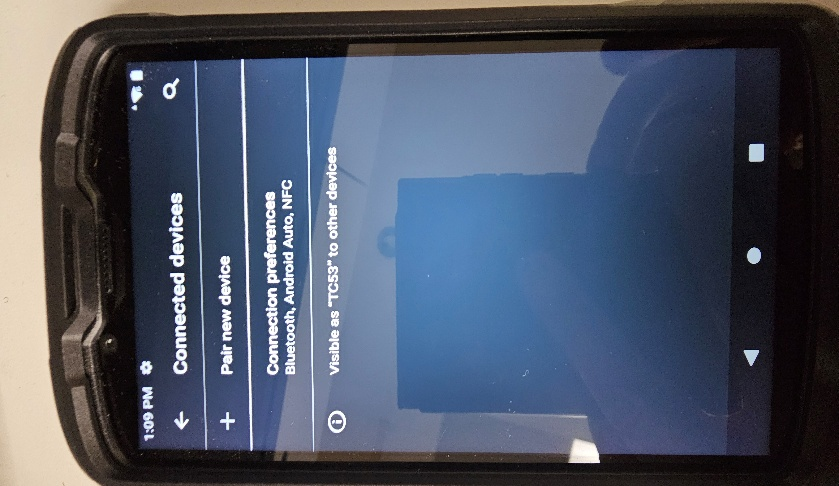 1:09 PM
Connected devices
Pair new device
Connection preferences
Bluetooth, Android Auto, NFC
Visible as "TC53" to other devices